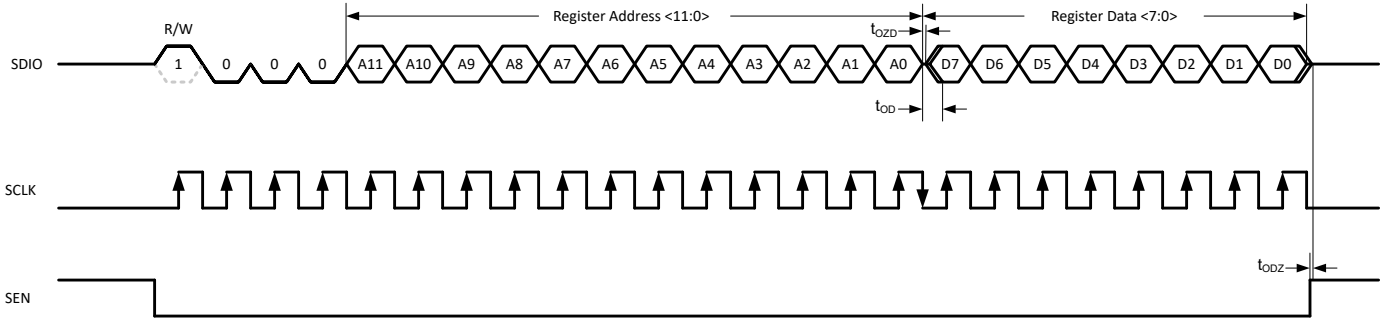 Register Address <11:0> Register Data <7:0>
R/W
tOZD
SDIO 1 0 0 0 A11 A10 A9 A8 A7 A6 A5 A4 A3 A2 A1 A0 D7 D6 D5 D4 D3 D2 D1 D0
tOD
SCLK
tODZ
SEN